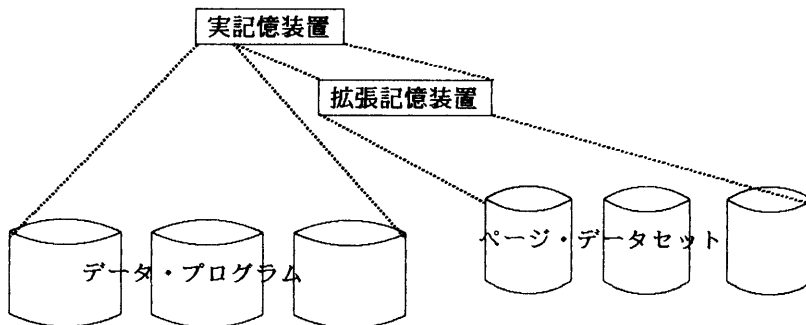 実記憶装置
拡張記憶装置
ページ・データセット
データ・プログラム